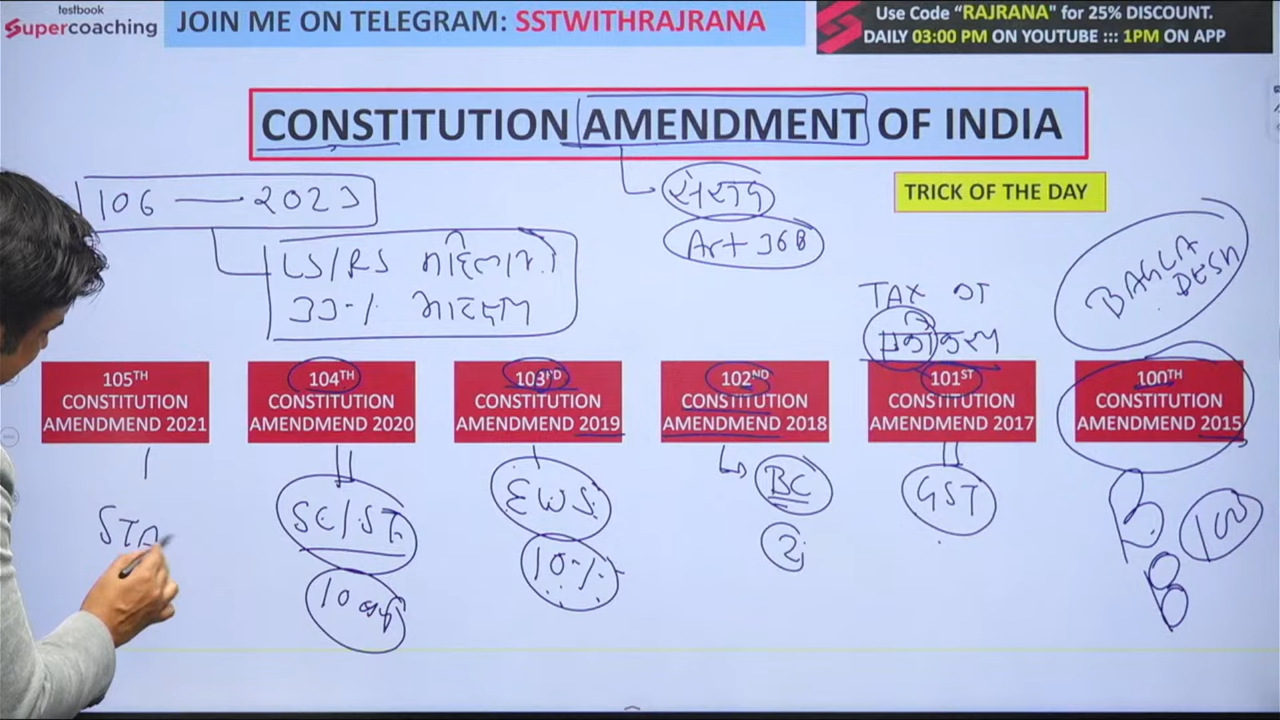 testbook
Supercoaching
JOIN ME ON TELEGRAM: SSTWITHRAJRANA
Use Code “RAJRANA" for 25% DISCOUNT.
DAILY 03:00 PM ON YOUTUBE ::: 1PM ON APP
CONSTITUTION AMENDMENT OF INDIA
TRICK OF THE DAY
106 — 2023
संसद
Art 368
LS/RS
33%
TAX का
एकीकरण
BANGLA
DESH
105TH
CONSTITUTION
AMENDMEND 2021
104TH
CONSTITUTION
AMENDMEND 2020
103RD
CONSTITUTION
AMENDMEND 2019
102ND
CONSTITUTION
AMENDMEND 2018
101ST
CONSTITUTION
AMENDMEND 2017
100TH
CONSTITUTION
AMENDMEND 2015
STA
SC/ST
10 वर्ष
EWS
10%
BC
2
GST
B
100
B